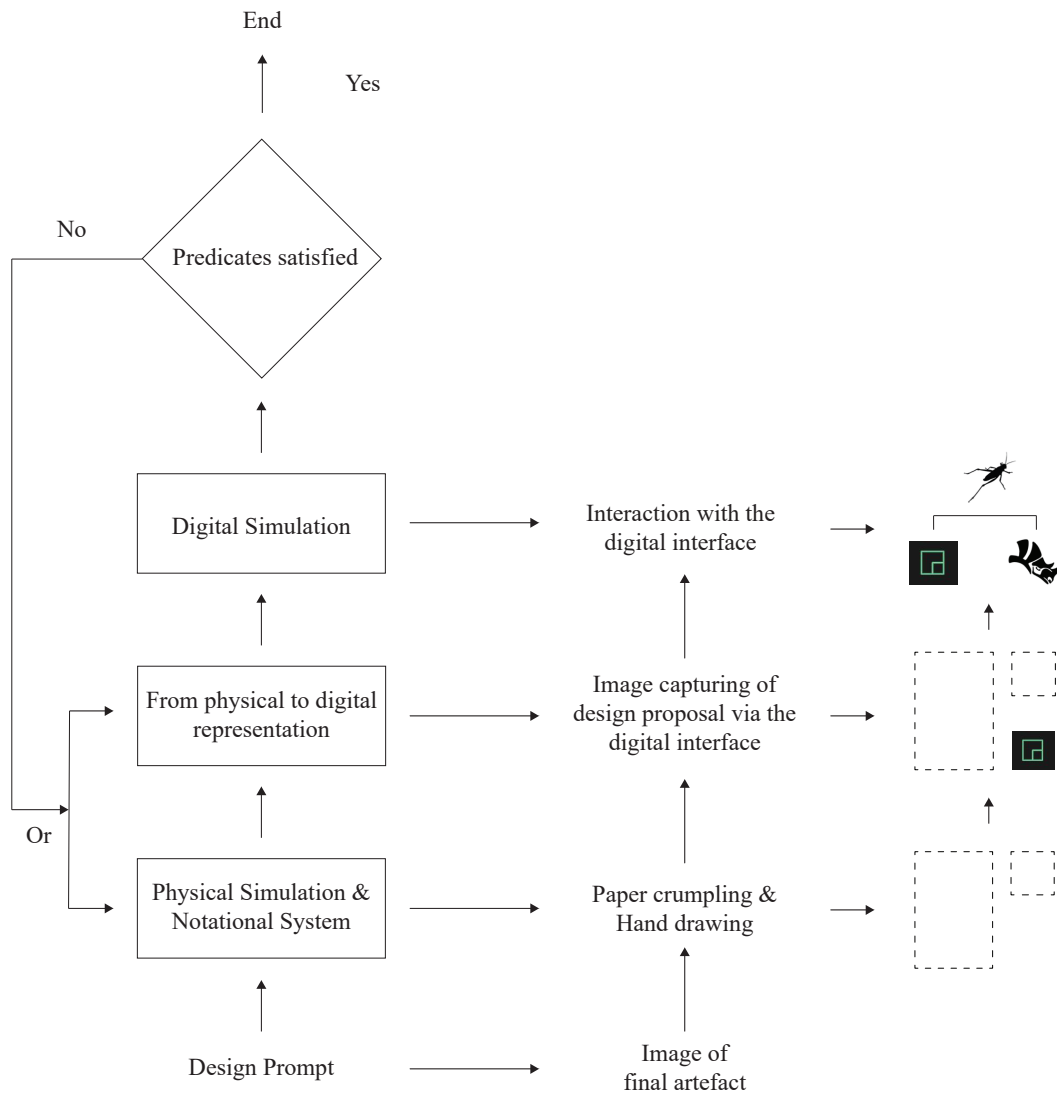 End
Yes
No
Predicates satisfied
Digital Simulation
Interaction with the
digital interface
From physical to digital
representation
Image capturing of
design proposal via the
digital interface
Or
Physical Simulation &
Notational System
Paper crumpling &
Hand drawing
Design Prompt
Image of
final artefact